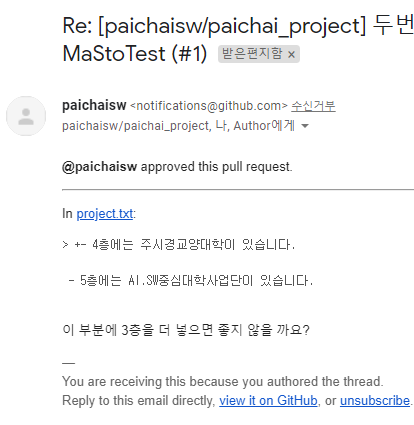 Re: [paichaisw/paichai_project] 두번
MaStoTest (#1) 받은편지함 ×
paichaisw <notifications@github.com> 수신거부
paichaisw/paichai_project, 나, Author에게
@paichaisw approved this pull request.
In project.txt:
> +- 4층에는 주시경교양대학이 있습니다.
- 5층에는 AI.SW중심대학사업단이 있습니다.
이 부분에 3층을 더 넣으면 좋지 않을 까요?
—
You are receiving this because you authored the thread.
Reply to this email directly, view it on GitHub, or unsubscribe.